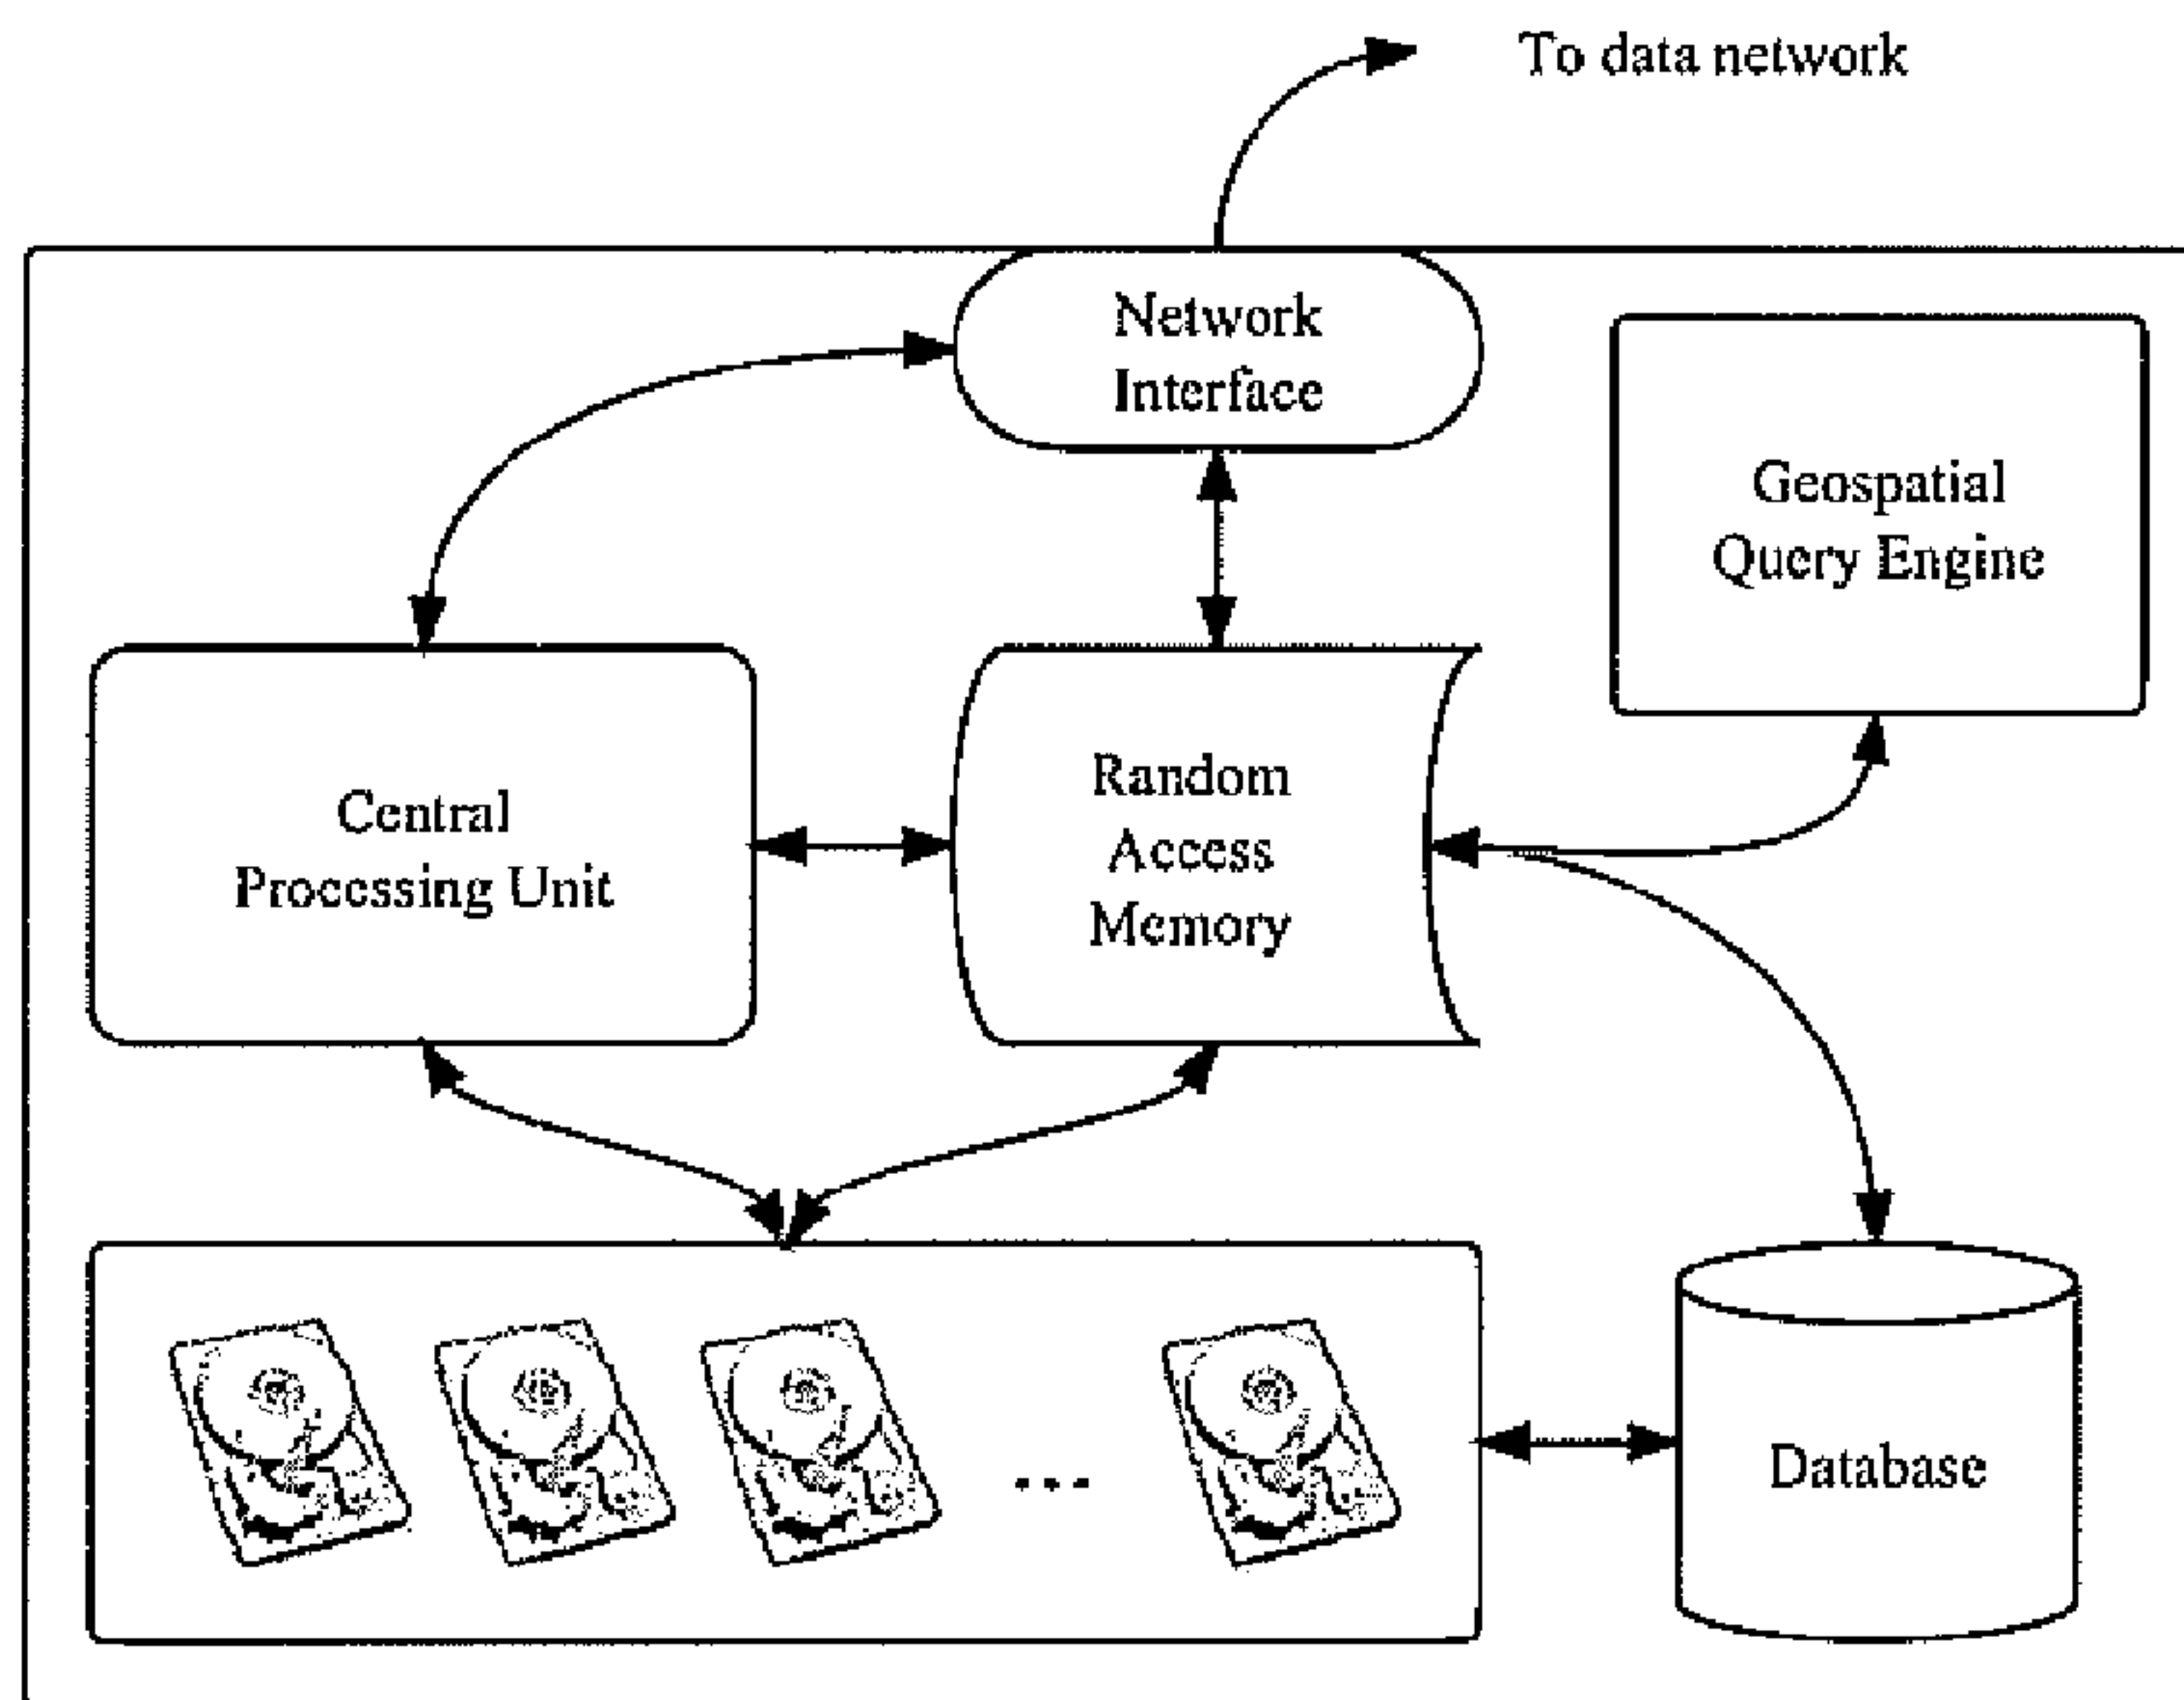 To data network
Network
Interface
Geospatial
Query Engine
Central
Processing Unit
Random
Access
Memory
...
Database